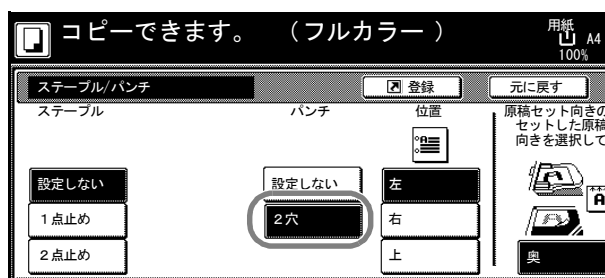 コピーできます。 （フルカラー ） 用紙
A4
100%
ステープル/パンチ 登録 元に戻す
ステープル パンチ 位置 原稿セット向きの
セットした原稿
向きを選択して
設定しない 設定しない 左
A
1点止め 2穴 右
2点止め 上 奥